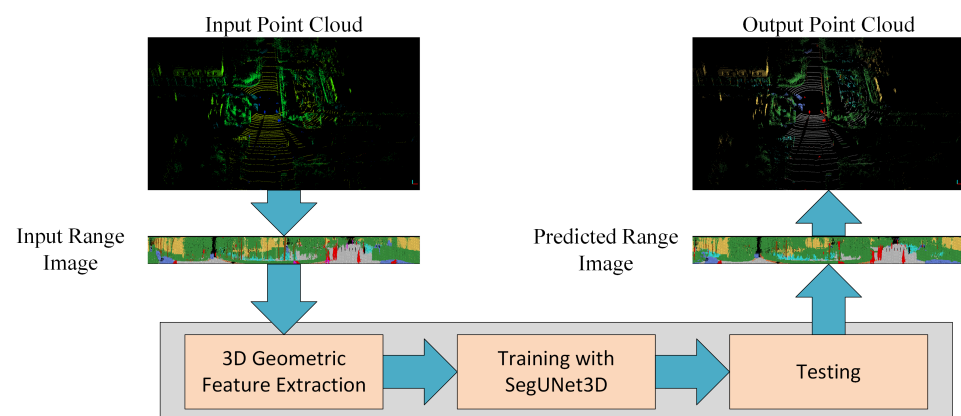 Input Point Cloud
Output Point Cloud
Input Range
Image
Predicted Range
Image
3D Geometric
Feature Extraction
Training with
SegUNet3D
Testing